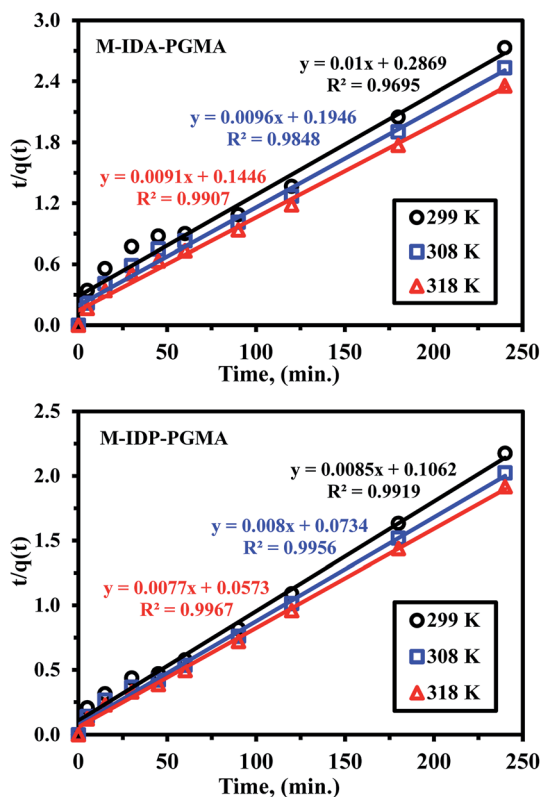 M-IDA-PGMA
y = 0.01x + 0.2869
R² = 0.9695
y = 0.0096x + 0.1946
R² = 0.9848
y = 0.0091x + 0.1446
R² = 0.9907
299 K
308 K
318 K
t/q(t)
3.0
2.4
1.8
1.2
0.6
0.0
0 50 100 150 200 250
Time, (min.)
M-IDP-PGMA
y = 0.0085x + 0.1062
R² = 0.9919
y = 0.008x + 0.0734
R² = 0.9956
y = 0.0077x + 0.0573
R² = 0.9967
299 K
308 K
318 K
t/q(t)
2.5
2.0
1.5
1.0
0.5
0.0
0 50 100 150 200 250
Time, (min.)